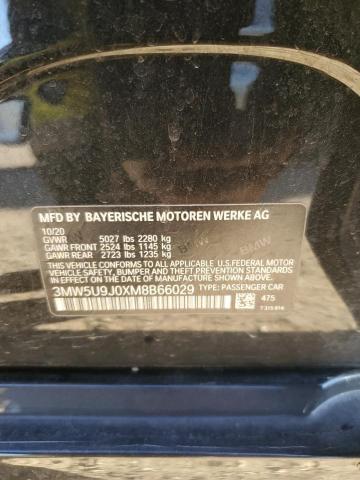 MFD BY BAYERISCHE MOTOREN WERKE AG
10/20
GVWR 5027 lbs 2280 kg
GAWR FRONT 2524 lbs 1145 kg
GAWR REAR 2723 lbs 1235 kg
THIS VEHICLE CONFORMS TO ALL APPLICABLE U.S.FEDERAL MOTOR
VEHICLE SAFETY, BUMPER AND THEFT PREVENTION STANDARDS IN
EFFECT ON THE DATE OF MANUFACTURE SHOWN ABOVE.
3MW5U9J0XM8B66029 TYPE: PASSENGER CAR
475
BMW